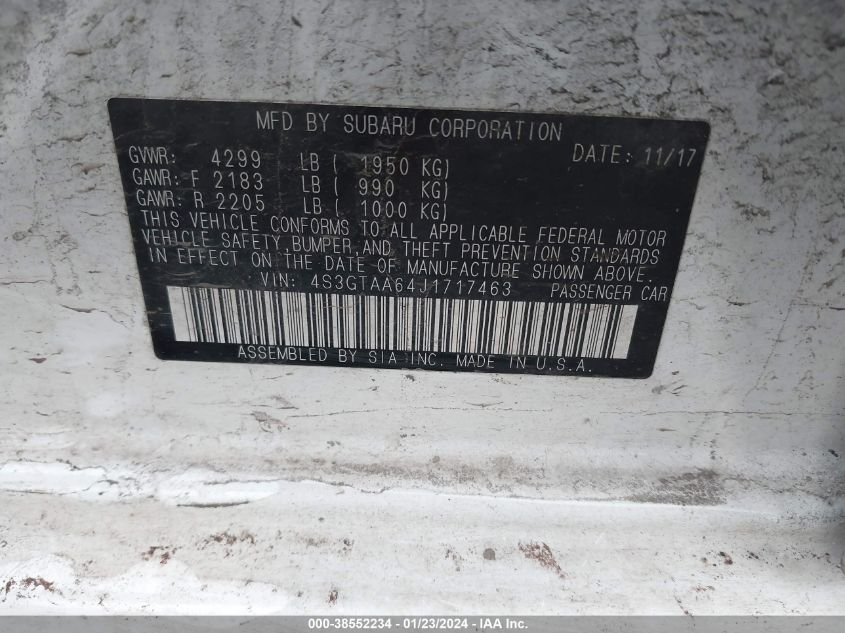 MFD BY SUBARU CORPORATION
GVWR: 4299 LB ( 1950 KG) DATE: 11/17
GAWR: F 2183 LB ( 990 KG)
GAWR: R 2205 LB ( 1000 KG)
THIS VEHICLE CONFORMS TO ALL APPLICABLE FEDERAL MOTOR
VEHICLE SAFETY, BUMPER, AND THEFT PREVENTION STANDARDS
IN EFFECT ON THE DATE OF MANUFACTURE SHOWN ABOVE.
VIN: 4S3GTAA64J1717463 PASSENGER CAR
ASSEMBLED BY SIA INC. MADE IN U.S.A.
000-38552234 - 01/23/2024 - IAA Inc.